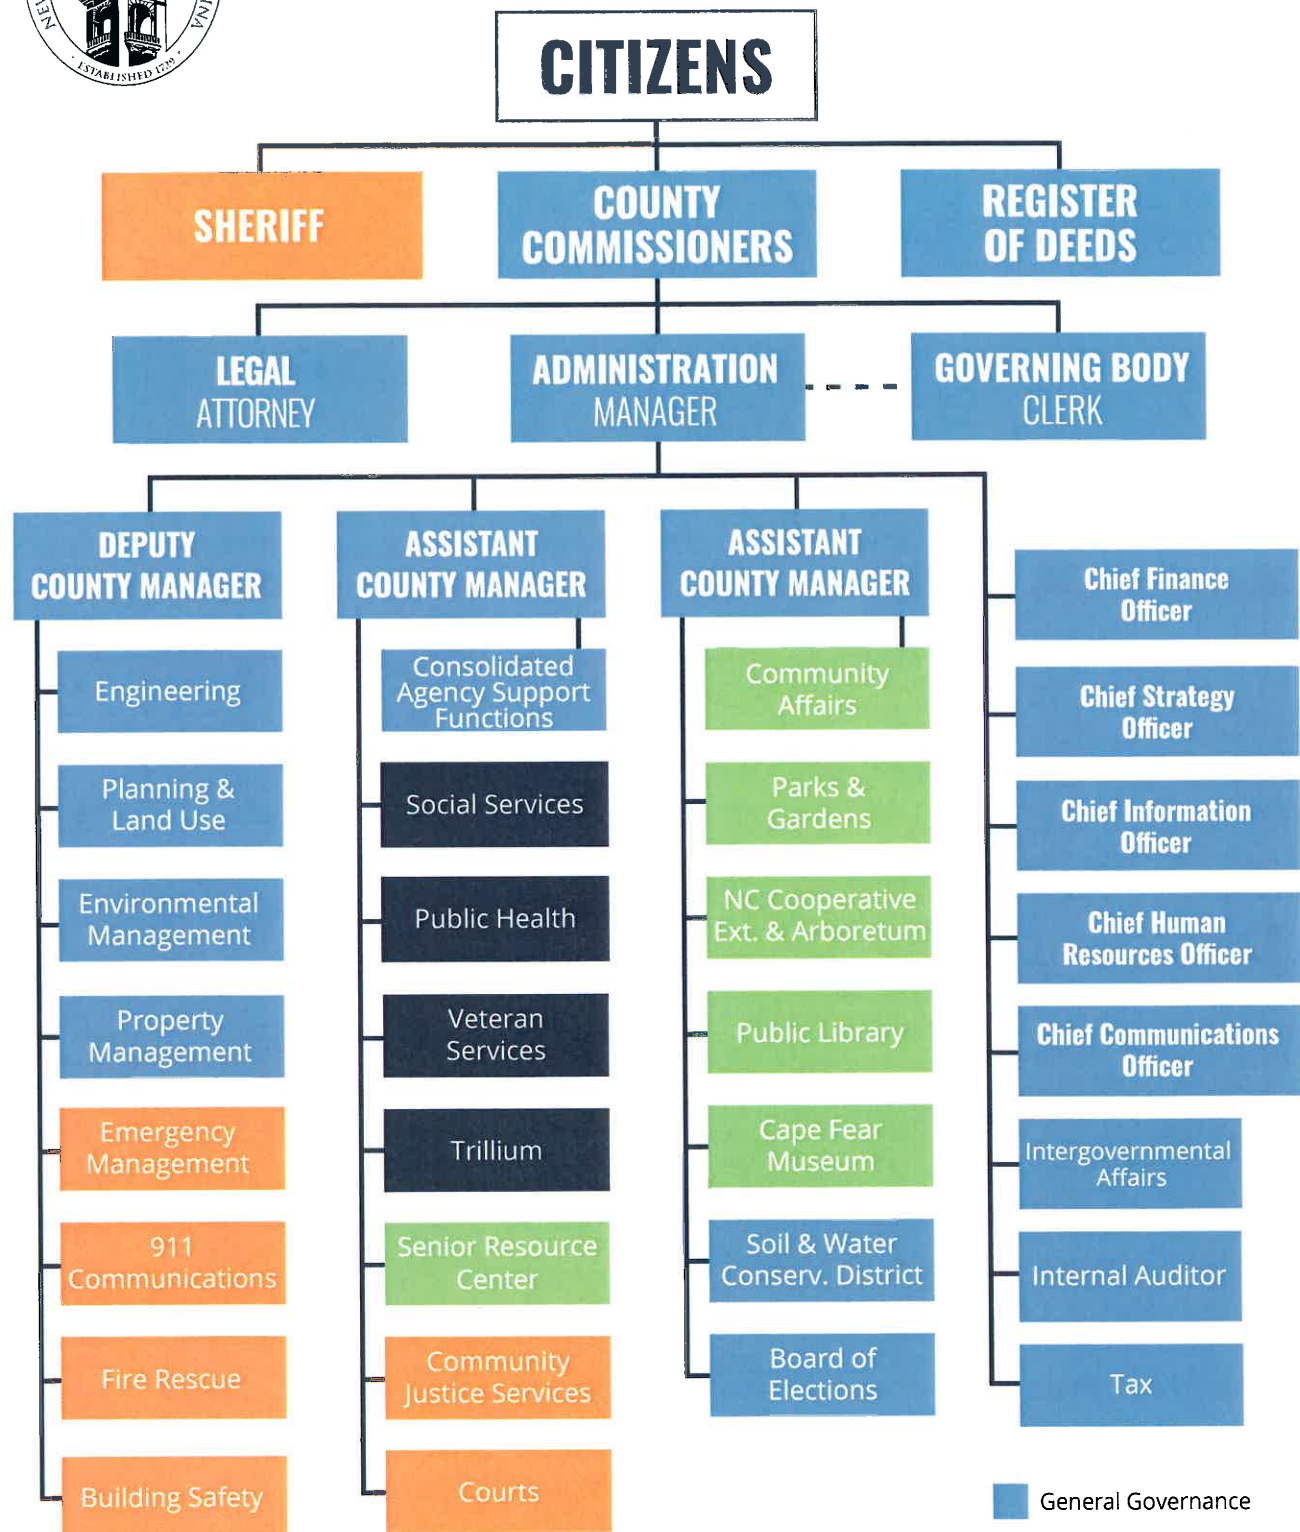 NE
INA
· ESTABLISHED 1729 ·
CITIZENS
SHERIFF
COUNTY
COMMISSIONERS
REGISTER
OF DEEDS
LEGAL
ATTORNEY
ADMINISTRATION
MANAGER
GOVERNING BODY
CLERK
DEPUTY
COUNTY MANAGER
Engineering
Planning &
Land Use
Environmental
Management
Property
Management
Emergency
Management
911
Communications
Fire Rescue
Building Safety
ASSISTANT
COUNTY MANAGER
Consolidated
Agency Support
Functions
Social Services
Public Health
Veteran
Services
Trillium
Senior Resource
Center
Community
Justice Services
Courts
ASSISTANT
COUNTY MANAGER
Community
Affairs
Parks &
Gardens
NC Cooperative
Ext. & Arboretum
Public Library
Cape Fear
Museum
Soil & Water
Conserv. District
Board of
Elections
Chief Finance
Officer
Chief Strategy
Officer
Chief Information
Officer
Chief Human
Resources Officer
Chief Communications
Officer
Intergovernmental
Affairs
Internal Auditor
Tax
General Governance